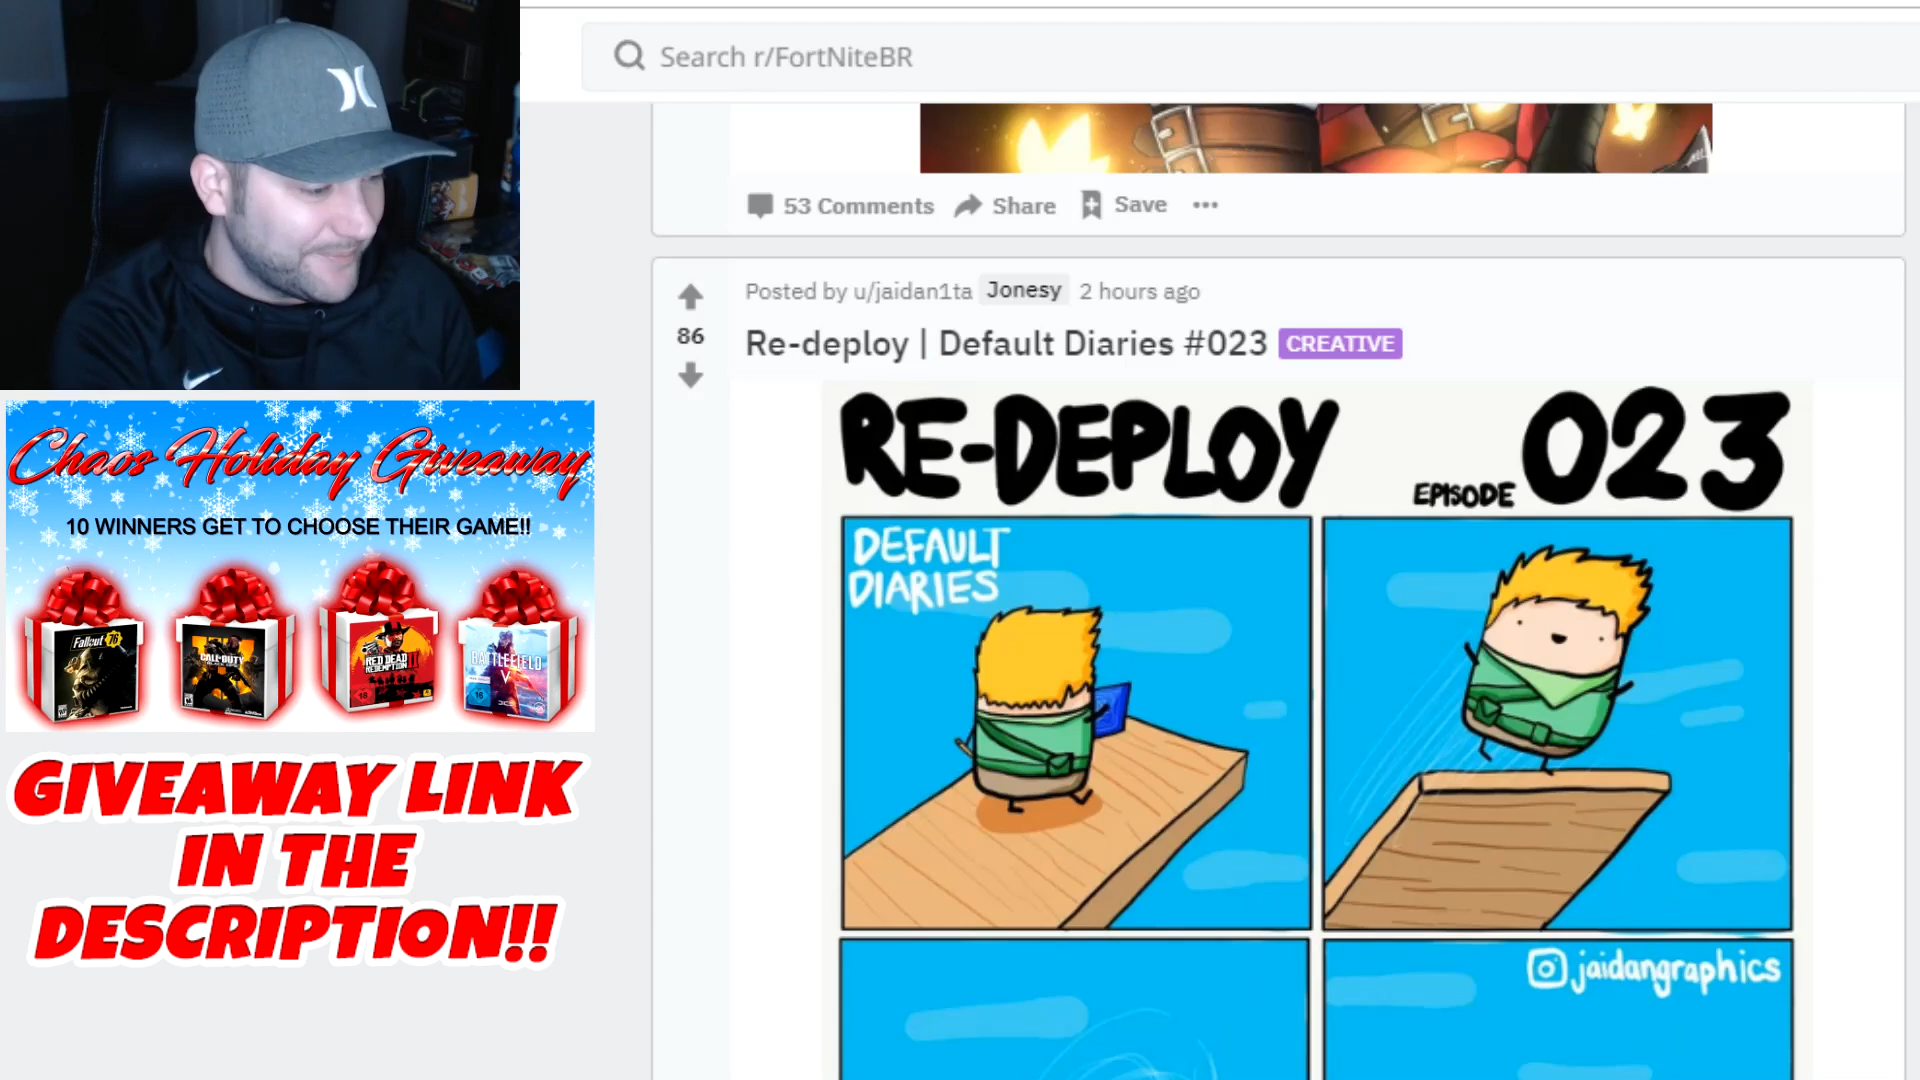 Search r/FortNiteBR
53 Comments
Share
Save
Posted by u/jaidan1ta Jonesy 2 hours ago
86
Re-deploy | Default Diaries #023 CREATIVE
RE-DEPLOY
EPISODE 023
DEFAULT
DIARIES
jaidangraphics
Chaos Holiday Giveaway
10 WINNERS GET TO CHOOSE THEIR GAME!!
Fallout 76
CALL OF DUTY
RED DEAD
REDEMPTION II
18
BATTLEFIELD
V
16
GIVEAWAY LINK
IN THE
DESCRIPTION!!